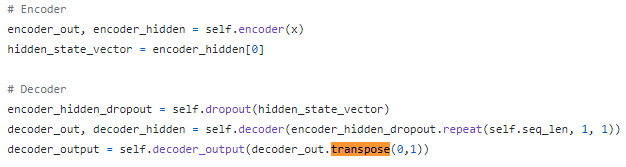 # Encoder
encoder_out, encoder_hidden = self.encoder(x)
hidden_state_vector = encoder_hidden[0]
# Decoder
encoder_hidden_dropout = self.dropout(hidden_state_vector)
decoder_out, decoder_hidden = self.decoder(encoder_hidden_dropout.repeat(self.seq_len, 1, 1))
decoder_output = self.decoder_output(decoder_out.transpose(0,1))